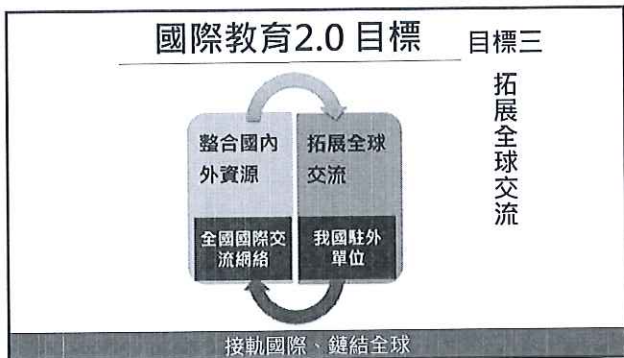 國際教育2.0 目標
目標三
拓展全球交流
整合國內
外資源
拓展全球
交流
全國國際交
流網絡
我國駐外
單位
接軌國際、鏈結全球